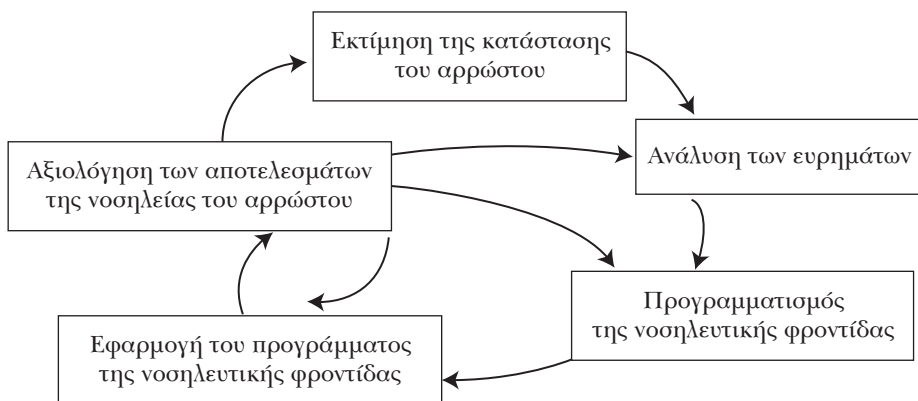 Εκτίμηση της κατάστασης
του αρρώστου
Ανάλυση των ευρημάτων
Αξιολόγηση των αποτελεσμάτων
της νοσηλείας του αρρώστου
Προγραμματισμός
της νοσηλευτικής φροντίδας
Εφαρμογή του προγράμματος
της νοσηλευτικής φροντίδας